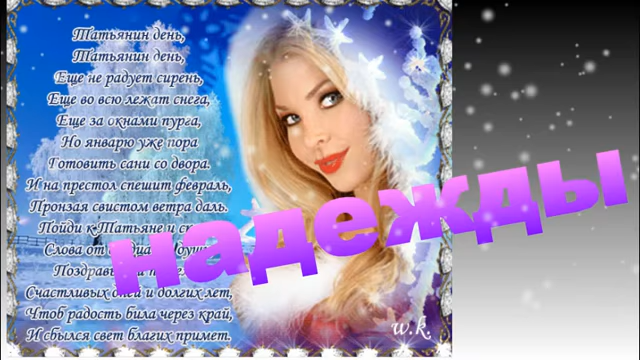 Татьянин день,
Татьянин день,
Еще не радует сирень,
Еще во всю лежат снега,
Еще за окнами пурга,
Но январю уже пора
Готовить сани со двора.
И на престол спешит февраль,
Пронзая свистом ветра даль.
Пойди к Татьяне и
Слова от
Счастливых дней и долгих лет,
Чтоб радость била через край,
И сбылся свет благих примет.
надежды
w.k.